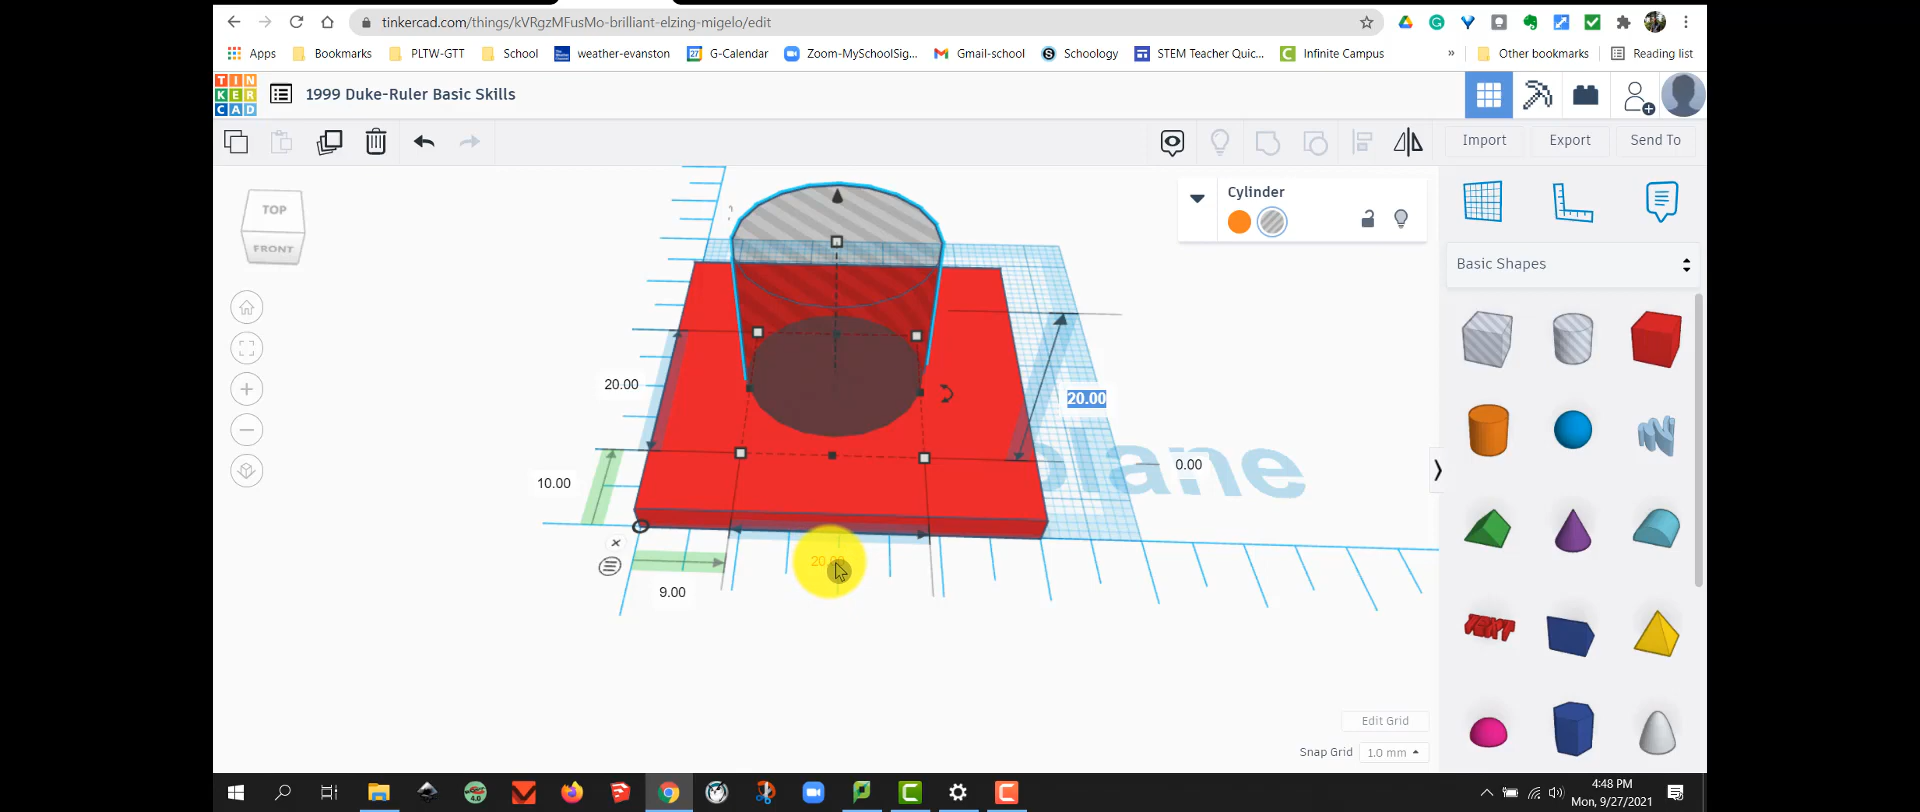 tinkercad.com/things/kVRgzMFusMo-brilliant-elzing-migelo/edit
Apps Bookmarks PLTW-GTT School weather-evanston G-Calendar Zoom-MySchoolSig... Gmail-school Schoology STEM Teacher Quic... Infinite Campus » Other bookmarks Reading list
TIN
KER
CAD
1999 Duke-Ruler Basic Skills
Import Export Send To
TOP
FRONT
Cylinder
Basic Shapes
20.00
20.00
10.00
0.00
20.00
9.00
TEXT
Edit Grid
Snap Grid 1.0 mm
4:48 PM
Mon, 9/27/2021